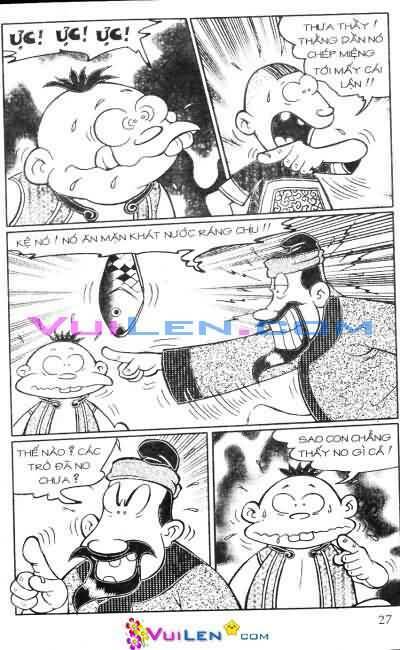 ỰC! ỰC! ỰC!
THƯA THẦY!
THẰNG DẦN NÓ
CHÉP MIỆNG
TỚI MẤY CÁI
LẬN!!
KỆ NÓ! NÓ ĂN MẶN KHÁT NƯỚC RÁNG CHỊU!!
VUILEN.COM
THẾ NÀO? CÁC
TRÒ ĐÃ NO
CHƯA?
SAO CON CHẲNG
THẤY NO GÌ CẢ!
27
VUILEN.COM